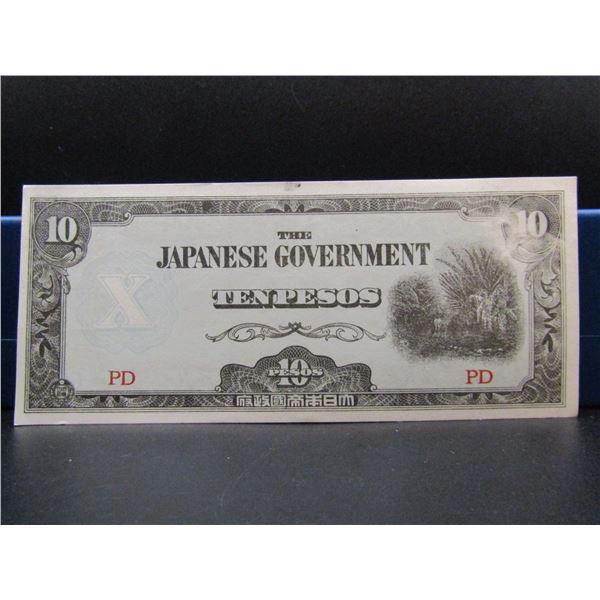 10 10
THE
JAPANESE GOVERNMENT
TEN PESOS
X
10
PESOS
PD PD
府政國帝本日大